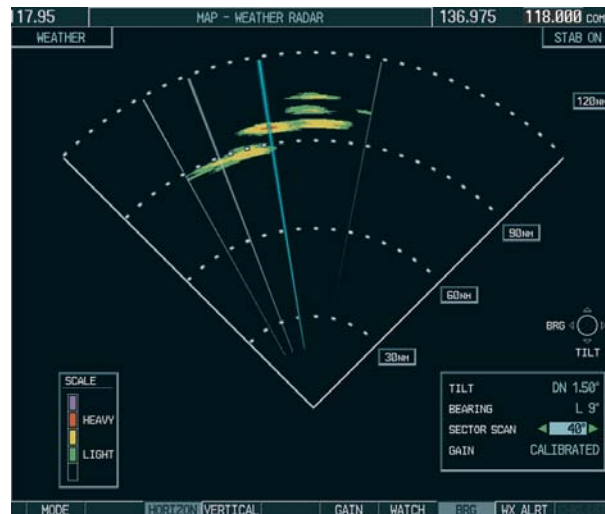 17.95 MAP – WEATHER RADAR 136.975 118.000 COM
WEATHER STAB ON
120NM
90NM
60NM
BRG
TILT
30NM
SCALE
HEAVY
LIGHT
TILT DN 1.50°
BEARING L 9°
SECTOR SCAN 40°
GAIN CALIBRATED
MODE HORIZON VERTICAL GAIN WATCH BRG WX ALRT